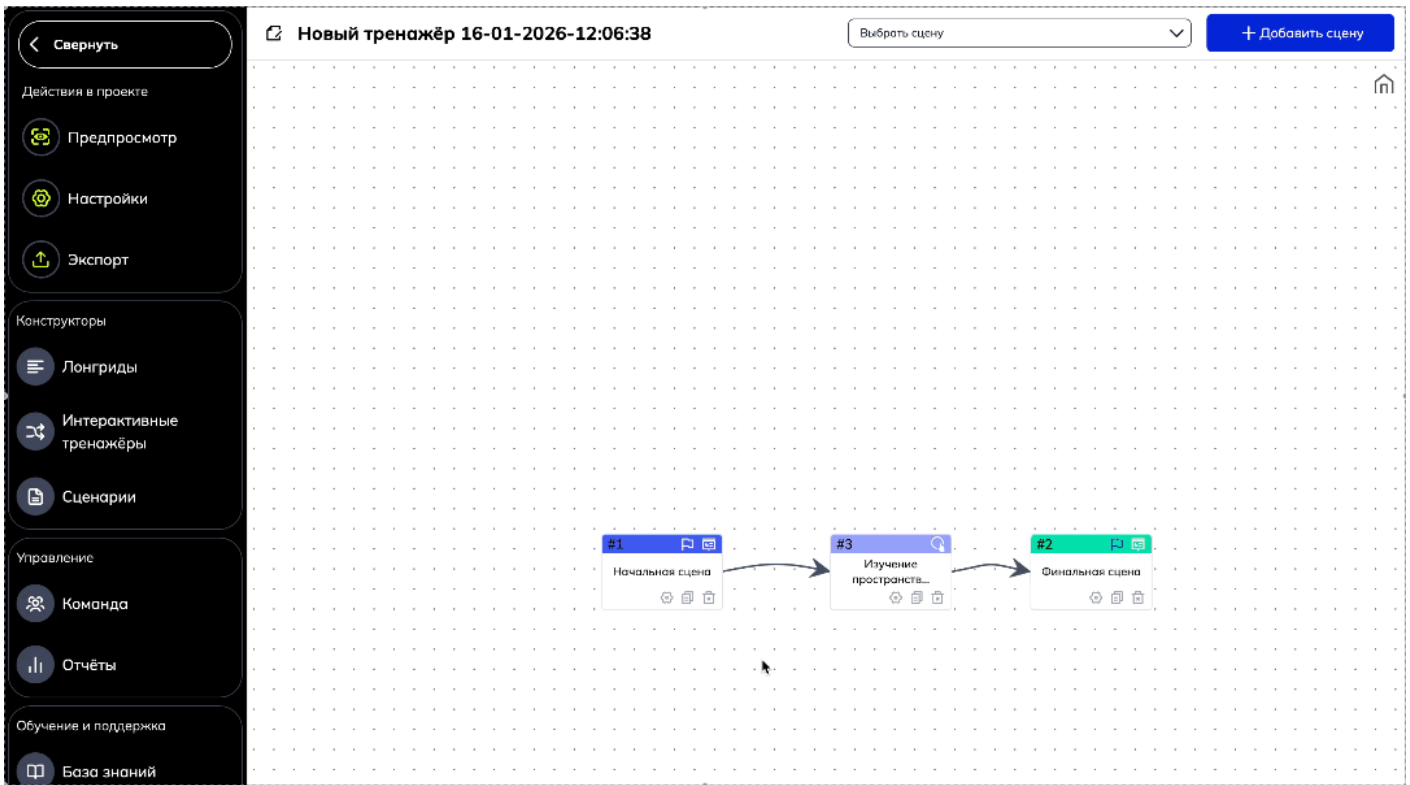 Свернуть
Действия в проекте
Предпросмотр
Настройки
Экспорт
Конструкторы
Лонгриды
Интерактивные
тренажёры
Сценарии
Управление
Команда
Отчёты
Обучение и поддержка
База знаний
Новый тренажёр 16-01-2026-12:06:38
Выбрать сцену
+ Добавить сцену
#1
Начальная сцена
#3
Изучение
пространств...
#2
Финальная сцена